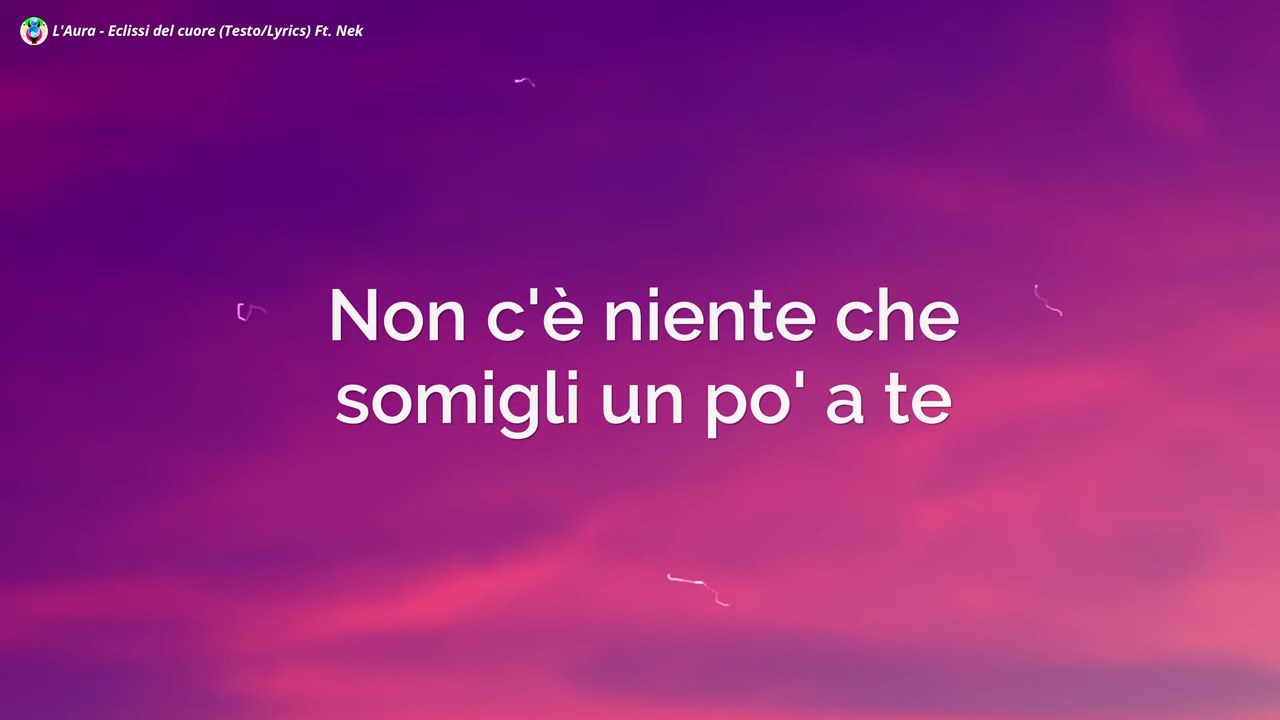 L'Aura - Eclissi del cuore (Testo/Lyrics) Ft. Nek
Non c'è niente che
somigli un po' a te